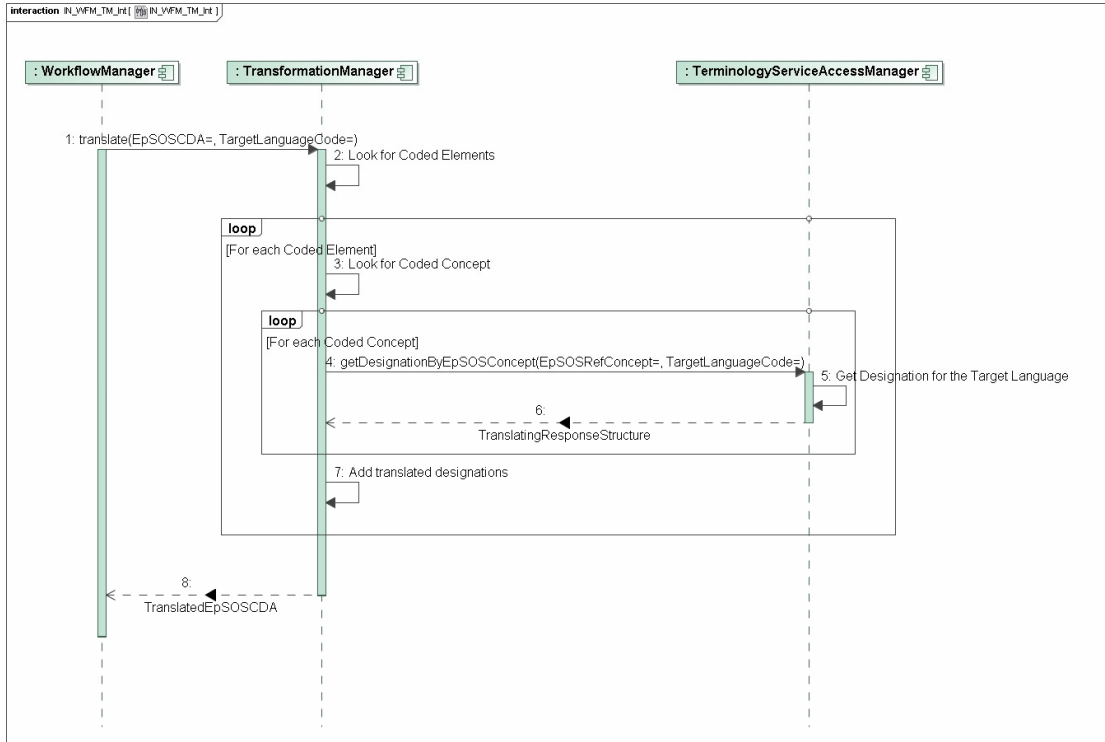 interaction IN_WFM_TM_Int [ IN_WFM_TM_Int ]
: WorkflowManager
: TransformationManager
: TerminologyServiceAccessManager
1: translate(EpSOSCDA=, TargetLanguageCode=)
2: Look for Coded Elements
loop
[For each Coded Element]
3: Look for Coded Concept
loop
[For each Coded Concept]
4: getDesignationByEpSOSConcept(EpSOSRefConcept=, TargetLanguageCode=)
5: Get Designation for the Target Language
6:
TranslatingResponseStructure
7: Add translated designations
8:
TranslatedEpSOSCDA